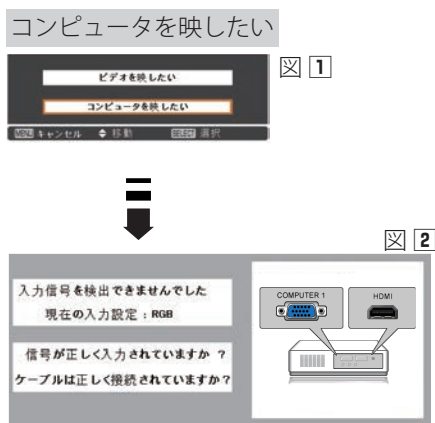 コンピュータを映したい
図 1
ビデオを映したい
コンピュータを映したい
MENU キャンセル 移動 SELECT 選択
図 2
入力信号を検出できませんでした
現在の入力設定：RGB
信号が正しく入力されていますか ？
ケーブルは正しく接続されていますか？
COMPUTER 1
HDMI